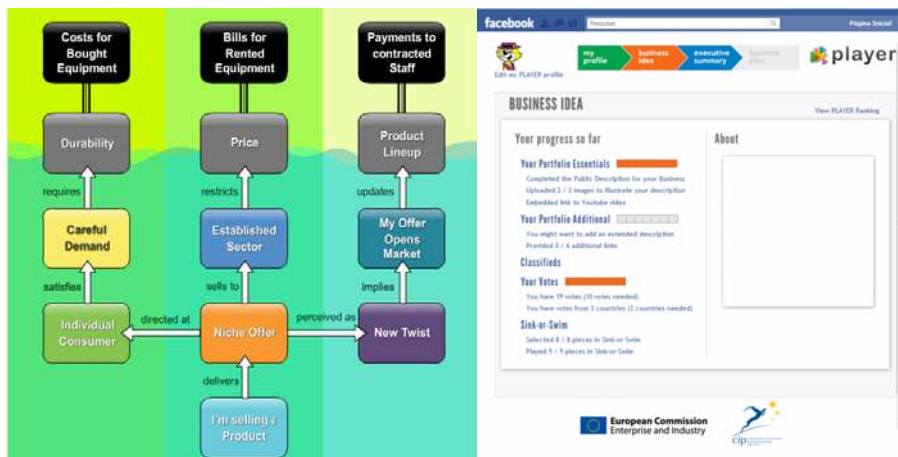 Costs for
Bought
Equipment
Bills for
Rented
Equipment
Payments to
contracted
Staff
Durability
Price
Product
Lineup
requires
restricts
updates
Careful
Demand
Established
Sector
My Offer
Opens
Market
satisfies
sells to
implies
Individual
Consumer
directed at
Niche Offer
perceived as
New Twist
delivers
I'm selling a
Product
facebook
Pesquisar
Página Inicial
Edit my PLAYER profile
my
profile
business
idea
executive
summary
business
plan
player
BUSINESS IDEA
View PLAYER Ranking
Your progress so far
About
Your Portfolio Essentials
Completed the Public Description for your Business
Uploaded 2 / 2 images to illustrate your description
Embedded link to Youtube video
Your Portfolio Additional
You might want to add an extended description
Provided 0 / 6 additional links
Classifieds
Your Votes
You have 19 votes (10 votes needed)
You have votes from 3 countries (3 countries needed)
Sink-or-Swim
Selected 8 / 8 pieces in Sink-or-Swim
Played 9 / 9 pieces in Sink-or-Swim
European Commission
Enterprise and Industry
cip